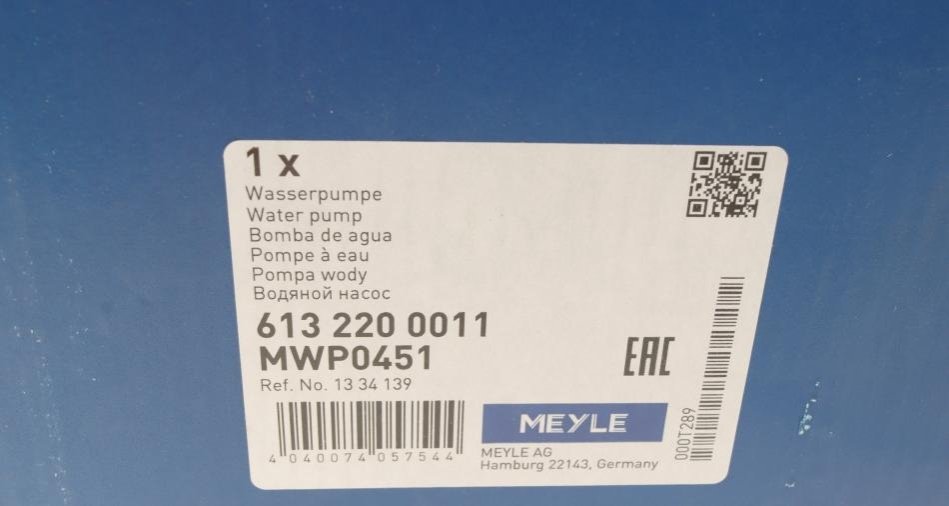 1 x
Wasserpumpe
Water pump
Bomba de agua
Pompe à eau
Pompa wody
Водяной насос
613 220 0011
MWP0451
Ref. No. 13 34 139
EAC
4 040074 057544
MEYLE
MEYLE AG
Hamburg 22143, Germany
000T289